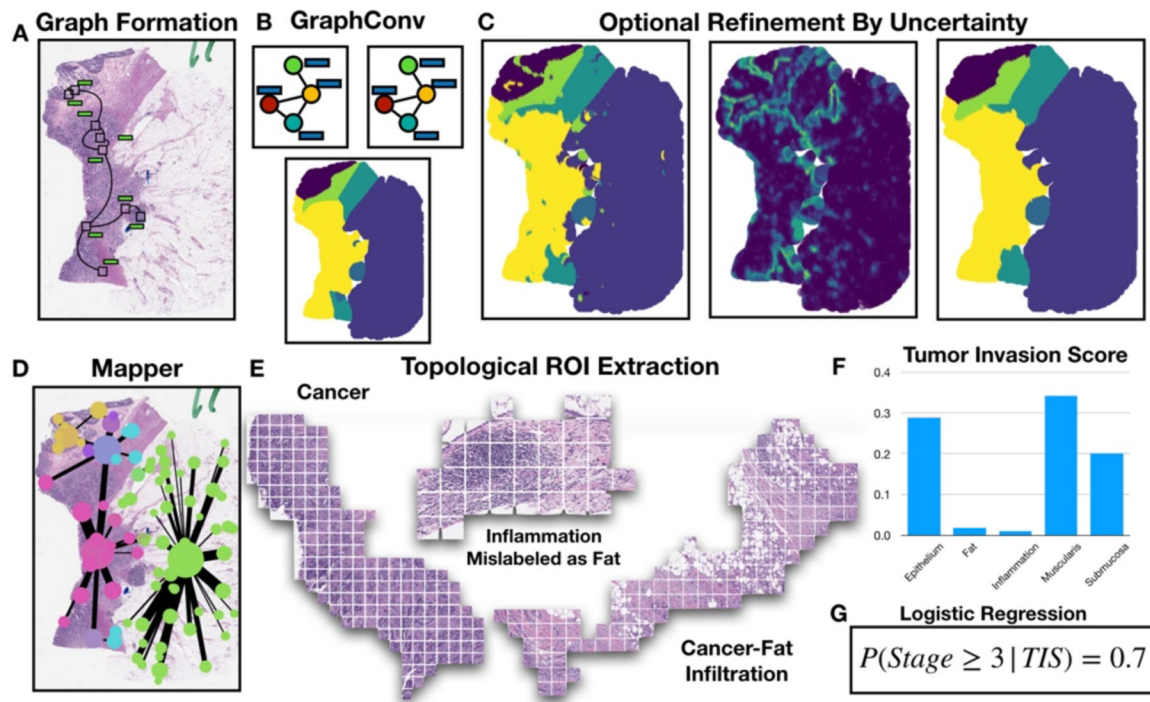 A Graph Formation
B GraphConv
C Optional Refinement By Uncertainty
D Mapper
E Topological ROI Extraction
Cancer
Inflammation
Mislabeled as Fat
Cancer-Fat
Infiltration
F Tumor Invasion Score
0.4
0.3
0.2
0.1
0.0
Epithelium
Fat
Inflammation
Muscularis
Submucosa
G Logistic Regression
P(Stage ≥ 3 | TIS) = 0.7